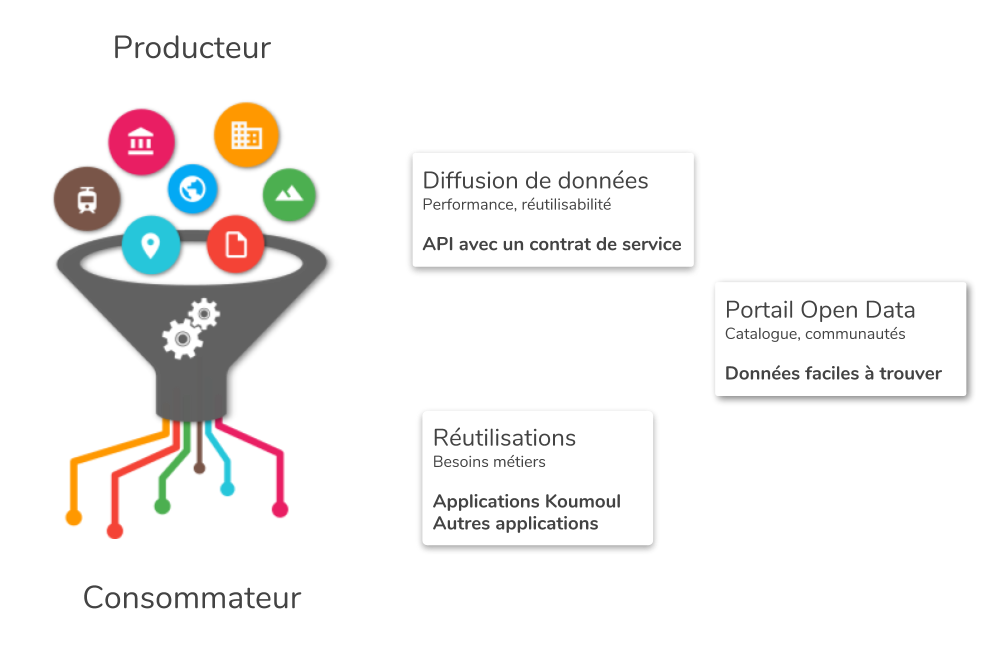 Producteur
Diffusion de données
Performance, réutilisabilité
API avec un contrat de service
Portail Open Data
Catalogue, communautés
Données faciles à trouver
Réutilisations
Besoins métiers
Applications Koumoul
Autres applications
Consommateur